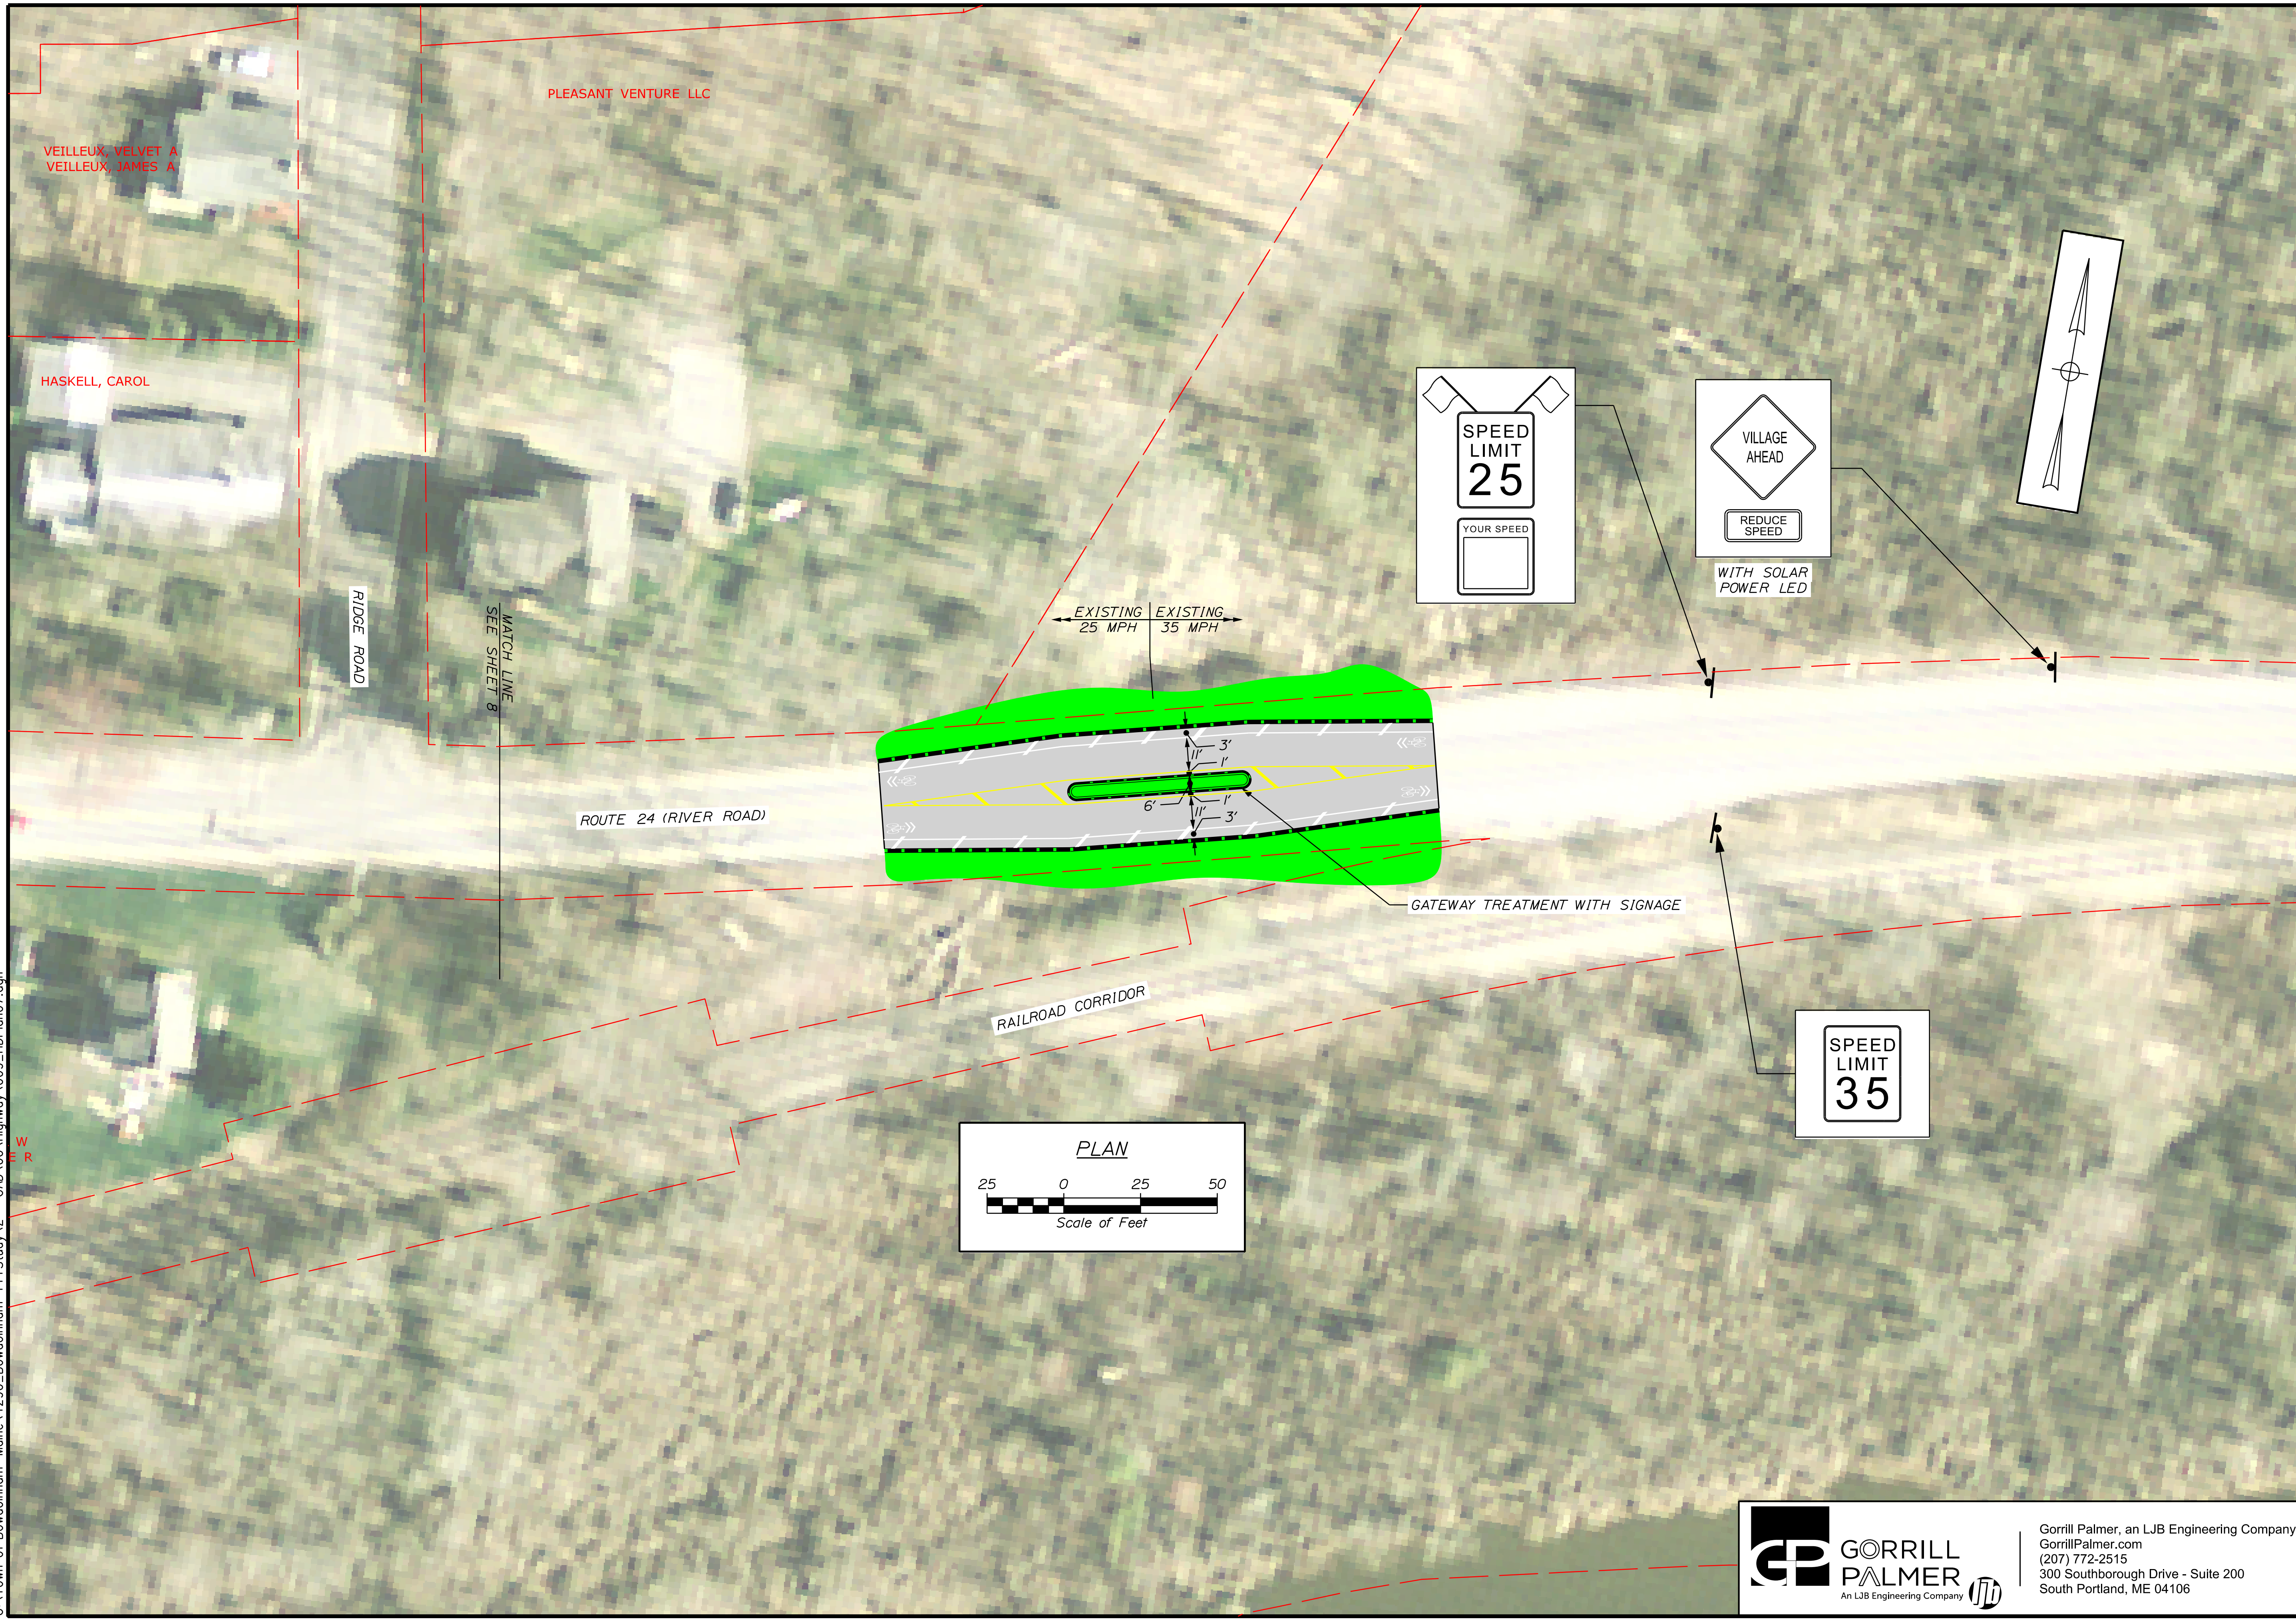 PLEASANT VENTURE LLC
VEILLEUX, VELVET A
VEILLEUX, JAMES A
HASKELL, CAROL
RIDGE ROAD
MATCH LINE
SEE SHEET 8
EXISTING
25 MPH
EXISTING
35 MPH
SPEED
LIMIT
25
YOUR SPEED
VILLAGE
AHEAD
REDUCE
SPEED
WITH SOLAR
POWER LED
3'
11'
1'
6'
1'
11'
3'
ROUTE 24 (RIVER ROAD)
GATEWAY TREATMENT WITH SIGNAGE
RAILROAD CORRIDOR
SPEED
LIMIT
35
W
E R
PLAN
25 0 25 50
Scale of Feet
GP
GORRILL
PALMER
An LJB Engineering Company
ljb
Gorrill Palmer, an LJB Engineering Company
GorrillPalmer.com
(207) 772-2515
300 Southborough Drive - Suite 200
South Portland, ME 04106